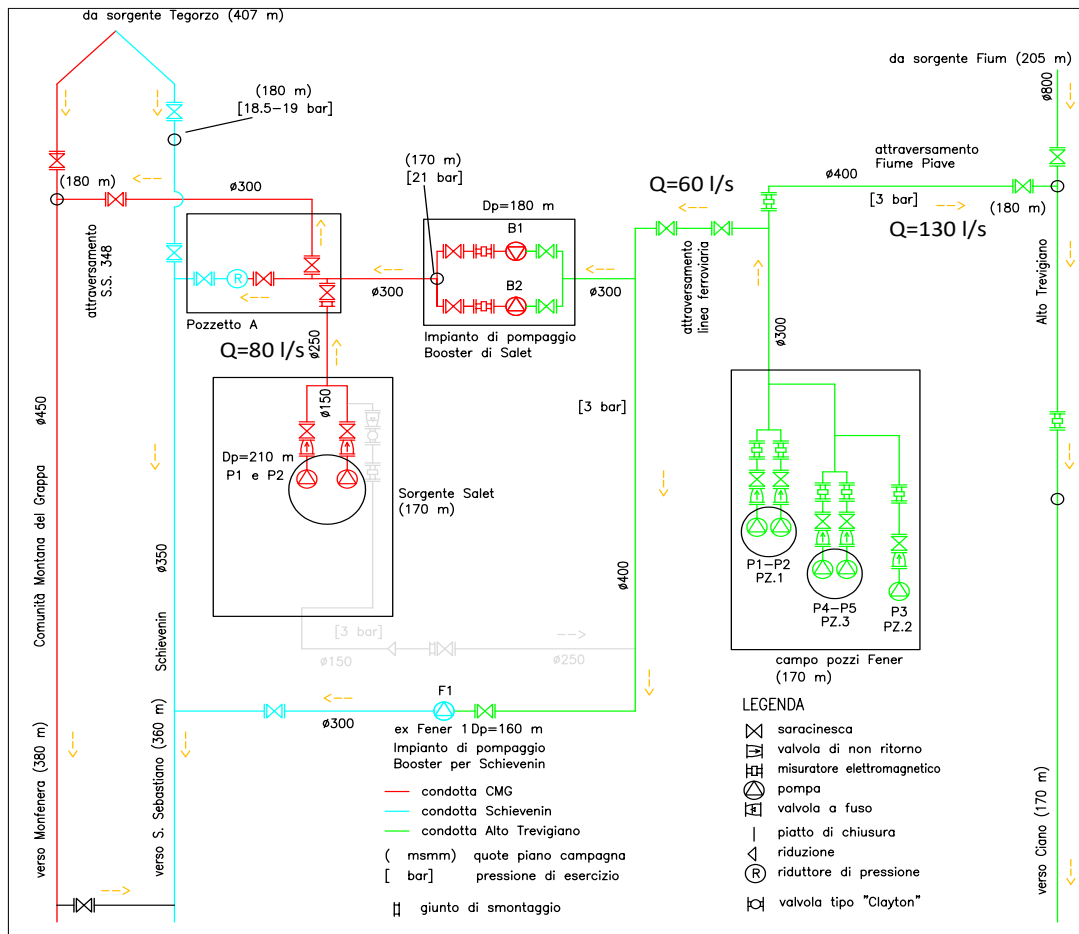 da sorgente Tegorzo (407 m)
da sorgente Fium (205 m)
ø800
(180 m)
[18.5-19 bar]
(180 m)
ø300
(170 m)
[21 bar]
Q=60 l/s
attraversamento
Fiume Piave
ø400
[3 bar]
(180 m)
Q=130 l/s
Dp=180 m
B1
B2
attraversamento
S.S. 348
R
Pozzetto A
ø300
ø300
Impianto di pompaggio
Booster di Salet
attraversamento
linea ferroviaria
Alto Trevigiano
Q=80 l/s
ø250
ø300
ø150
[3 bar]
ø450
Comunità Montana del Grappa
Dp=210 m
P1 e P2
Sorgente Salet
(170 m)
P1-P2
PZ.1
P4-P5
PZ.3
P3
PZ.2
campo pozzi Fener
(170 m)
ø350
ø400
Schievenin
[3 bar]
ø150
ø250
F1
ø300
ex Fener 1 Dp=160 m
Impianto di pompaggio
Booster per Schievenin
verso Monfenera (380 m)
verso S. Sebastiano (360 m)
verso Ciano (170 m)
condotta CMG
condotta Schievenin
condotta Alto Trevigiano
( msmm) quote piano campagna
[ bar] pressione di esercizio
giunto di smontaggio
LEGENDA
saracinesca
valvola di non ritorno
misuratore elettromagnetico
pompa
valvola a fuso
piatto di chiusura
riduzione
R riduttore di pressione
valvola tipo "Clayton"